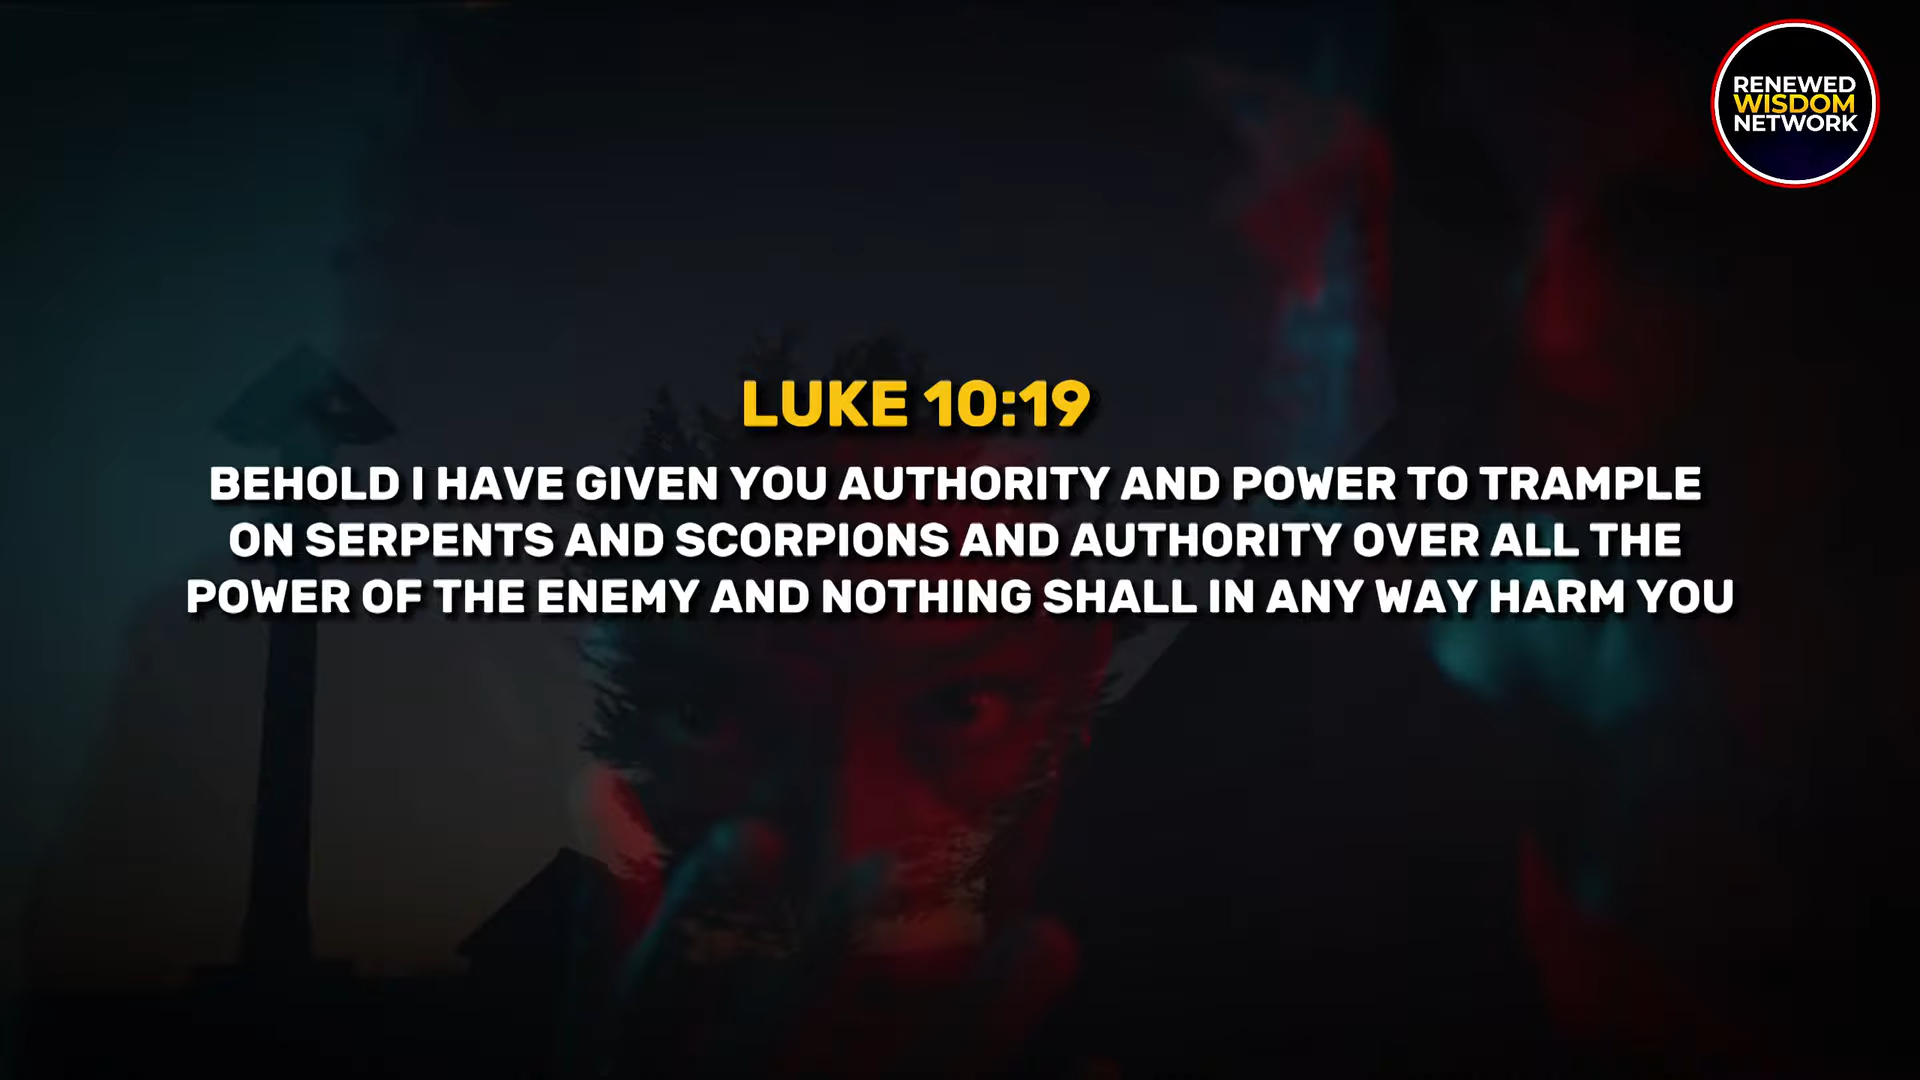 RENEWED
WISDOM
NETWORK
LUKE 10:19
BEHOLD I HAVE GIVEN YOU AUTHORITY AND POWER TO TRAMPLE
ON SERPENTS AND SCORPIONS AND AUTHORITY OVER ALL THE
POWER OF THE ENEMY AND NOTHING SHALL IN ANY WAY HARM YOU